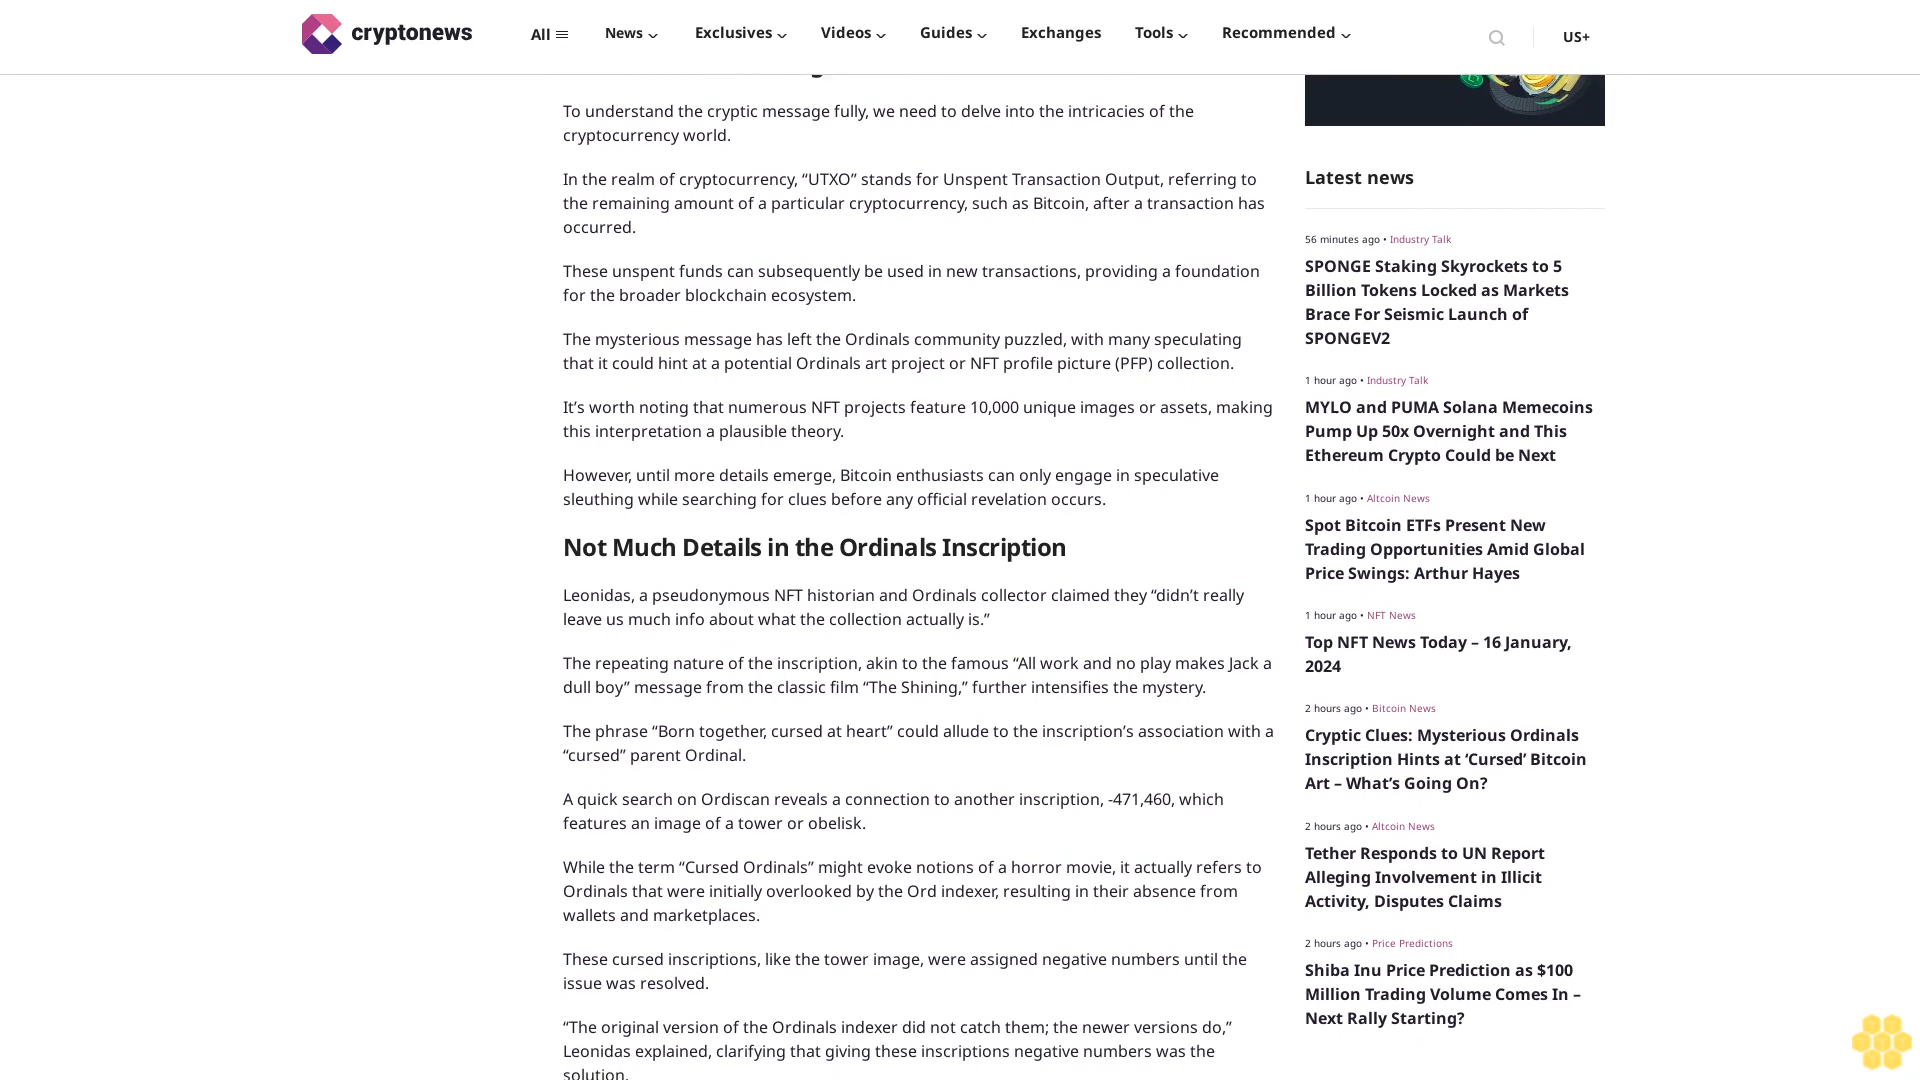 cryptonews
All
News
Exclusives
Videos
Guides
Exchanges
Tools
Recommended
US+
To understand the cryptic message fully, we need to delve into the intricacies of the
cryptocurrency world.
In the realm of cryptocurrency, “UTXO” stands for Unspent Transaction Output, referring to
the remaining amount of a particular cryptocurrency, such as Bitcoin, after a transaction has
occurred.
These unspent funds can subsequently be used in new transactions, providing a foundation
for the broader blockchain ecosystem.
The mysterious message has left the Ordinals community puzzled, with many speculating
that it could hint at a potential Ordinals art project or NFT profile picture (PFP) collection.
It’s worth noting that numerous NFT projects feature 10,000 unique images or assets, making
this interpretation a plausible theory.
However, until more details emerge, Bitcoin enthusiasts can only engage in speculative
sleuthing while searching for clues before any official revelation occurs.
Not Much Details in the Ordinals Inscription
Leonidas, a pseudonymous NFT historian and Ordinals collector claimed they “didn’t really
leave us much info about what the collection actually is.”
The repeating nature of the inscription, akin to the famous “All work and no play makes Jack a
dull boy” message from the classic film “The Shining,” further intensifies the mystery.
The phrase “Born together, cursed at heart” could allude to the inscription’s association with a
“cursed” parent Ordinal.
A quick search on Ordiscan reveals a connection to another inscription, -471,460, which
features an image of a tower or obelisk.
While the term “Cursed Ordinals” might evoke notions of a horror movie, it actually refers to
Ordinals that were initially overlooked by the Ord indexer, resulting in their absence from
wallets and marketplaces.
These cursed inscriptions, like the tower image, were assigned negative numbers until the
issue was resolved.
“The original version of the Ordinals indexer did not catch them; the newer versions do,”
Leonidas explained, clarifying that giving these inscriptions negative numbers was the
solution.
Latest news
56 minutes ago • Industry Talk
SPONGE Staking Skyrockets to 5
Billion Tokens Locked as Markets
Brace For Seismic Launch of
SPONGEV2
1 hour ago • Industry Talk
MYLO and PUMA Solana Memecoins
Pump Up 50x Overnight and This
Ethereum Crypto Could be Next
1 hour ago • Altcoin News
Spot Bitcoin ETFs Present New
Trading Opportunities Amid Global
Price Swings: Arthur Hayes
1 hour ago • NFT News
Top NFT News Today – 16 January,
2024
2 hours ago • Bitcoin News
Cryptic Clues: Mysterious Ordinals
Inscription Hints at ‘Cursed’ Bitcoin
Art – What’s Going On?
2 hours ago • Altcoin News
Tether Responds to UN Report
Alleging Involvement in Illicit
Activity, Disputes Claims
2 hours ago • Price Predictions
Shiba Inu Price Prediction as $100
Million Trading Volume Comes In –
Next Rally Starting?